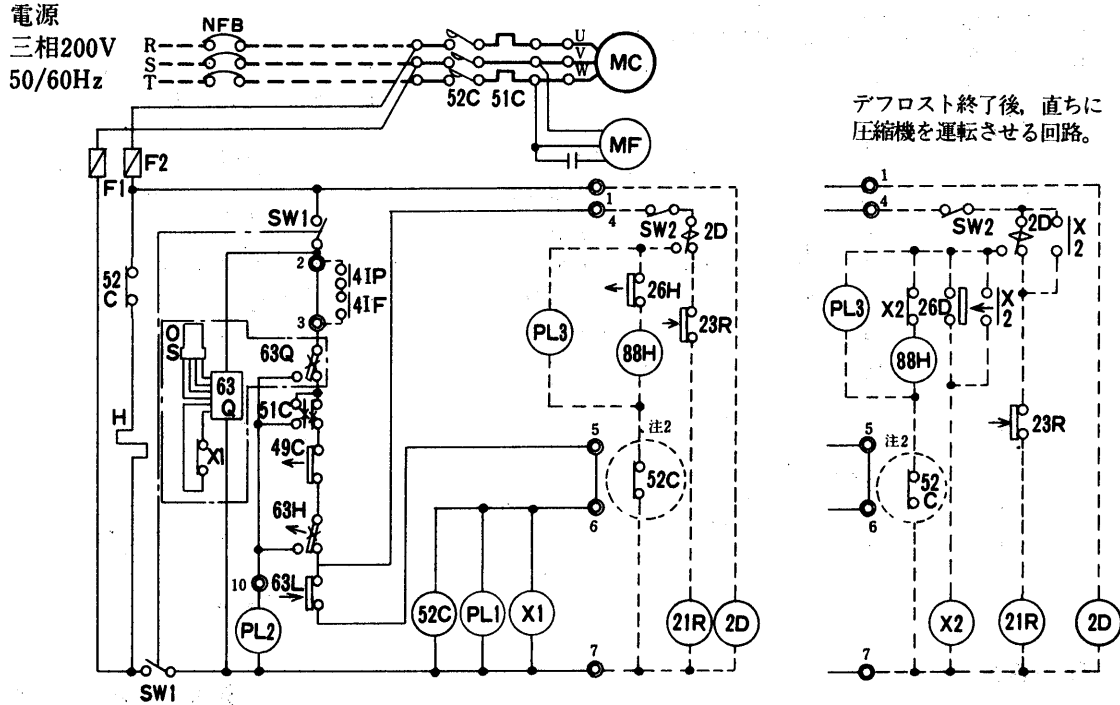 電源
三相200V
50/60Hz
NFB
R
S
T
U
V
W
MC
52C 51C
MF
デフロスト終了後,直ちに
圧縮機を運転させる回路。
F1
F2
SW1
1
4
SW2
2D
1
4
SW2
2D
X
2
52
C
2
41P
41F
3
26H
PL3
23R
88H
PL3
X2
26D
X
2
88H
O
S
63
Q
63Q
51C
49C
X1
H
63H
5
注2
52C
6
23R
5
注2
52
C
6
10
63L
PL2
52C
PL1
X1
21R
2D
X2
21R
2D
7
7
SW1